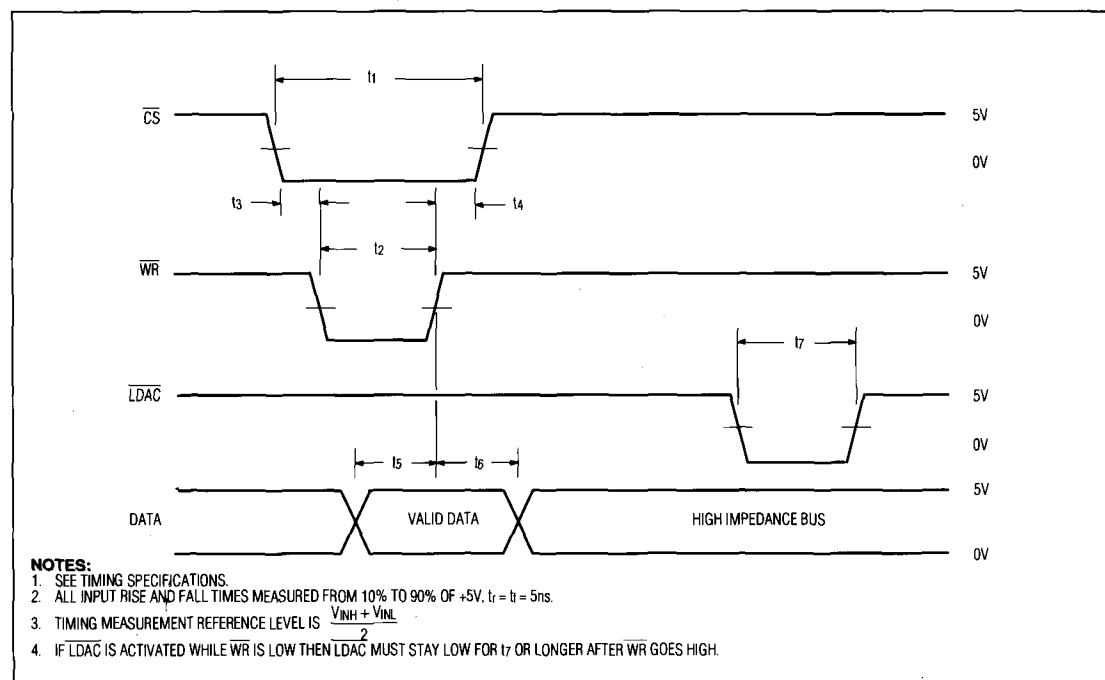 t1
CS
5V
0V
t3
t4
t2
WR
5V
0V
t7
LDAC
5V
0V
t5
t6
5V
DATA
VALID DATA
HIGH IMPEDANCE BUS
0V
NOTES:
1. SEE TIMING SPECIFICATIONS.
2. ALL INPUT RISE AND FALL TIMES MEASURED FROM 10% TO 90% OF +5V, tr = tf = 5ns.
3. TIMING MEASUREMENT REFERENCE LEVEL IS VINH + VINL
2
4. IF LDAC IS ACTIVATED WHILE WR IS LOW THEN LDAC MUST STAY LOW FOR t7 OR LONGER AFTER WR GOES HIGH.